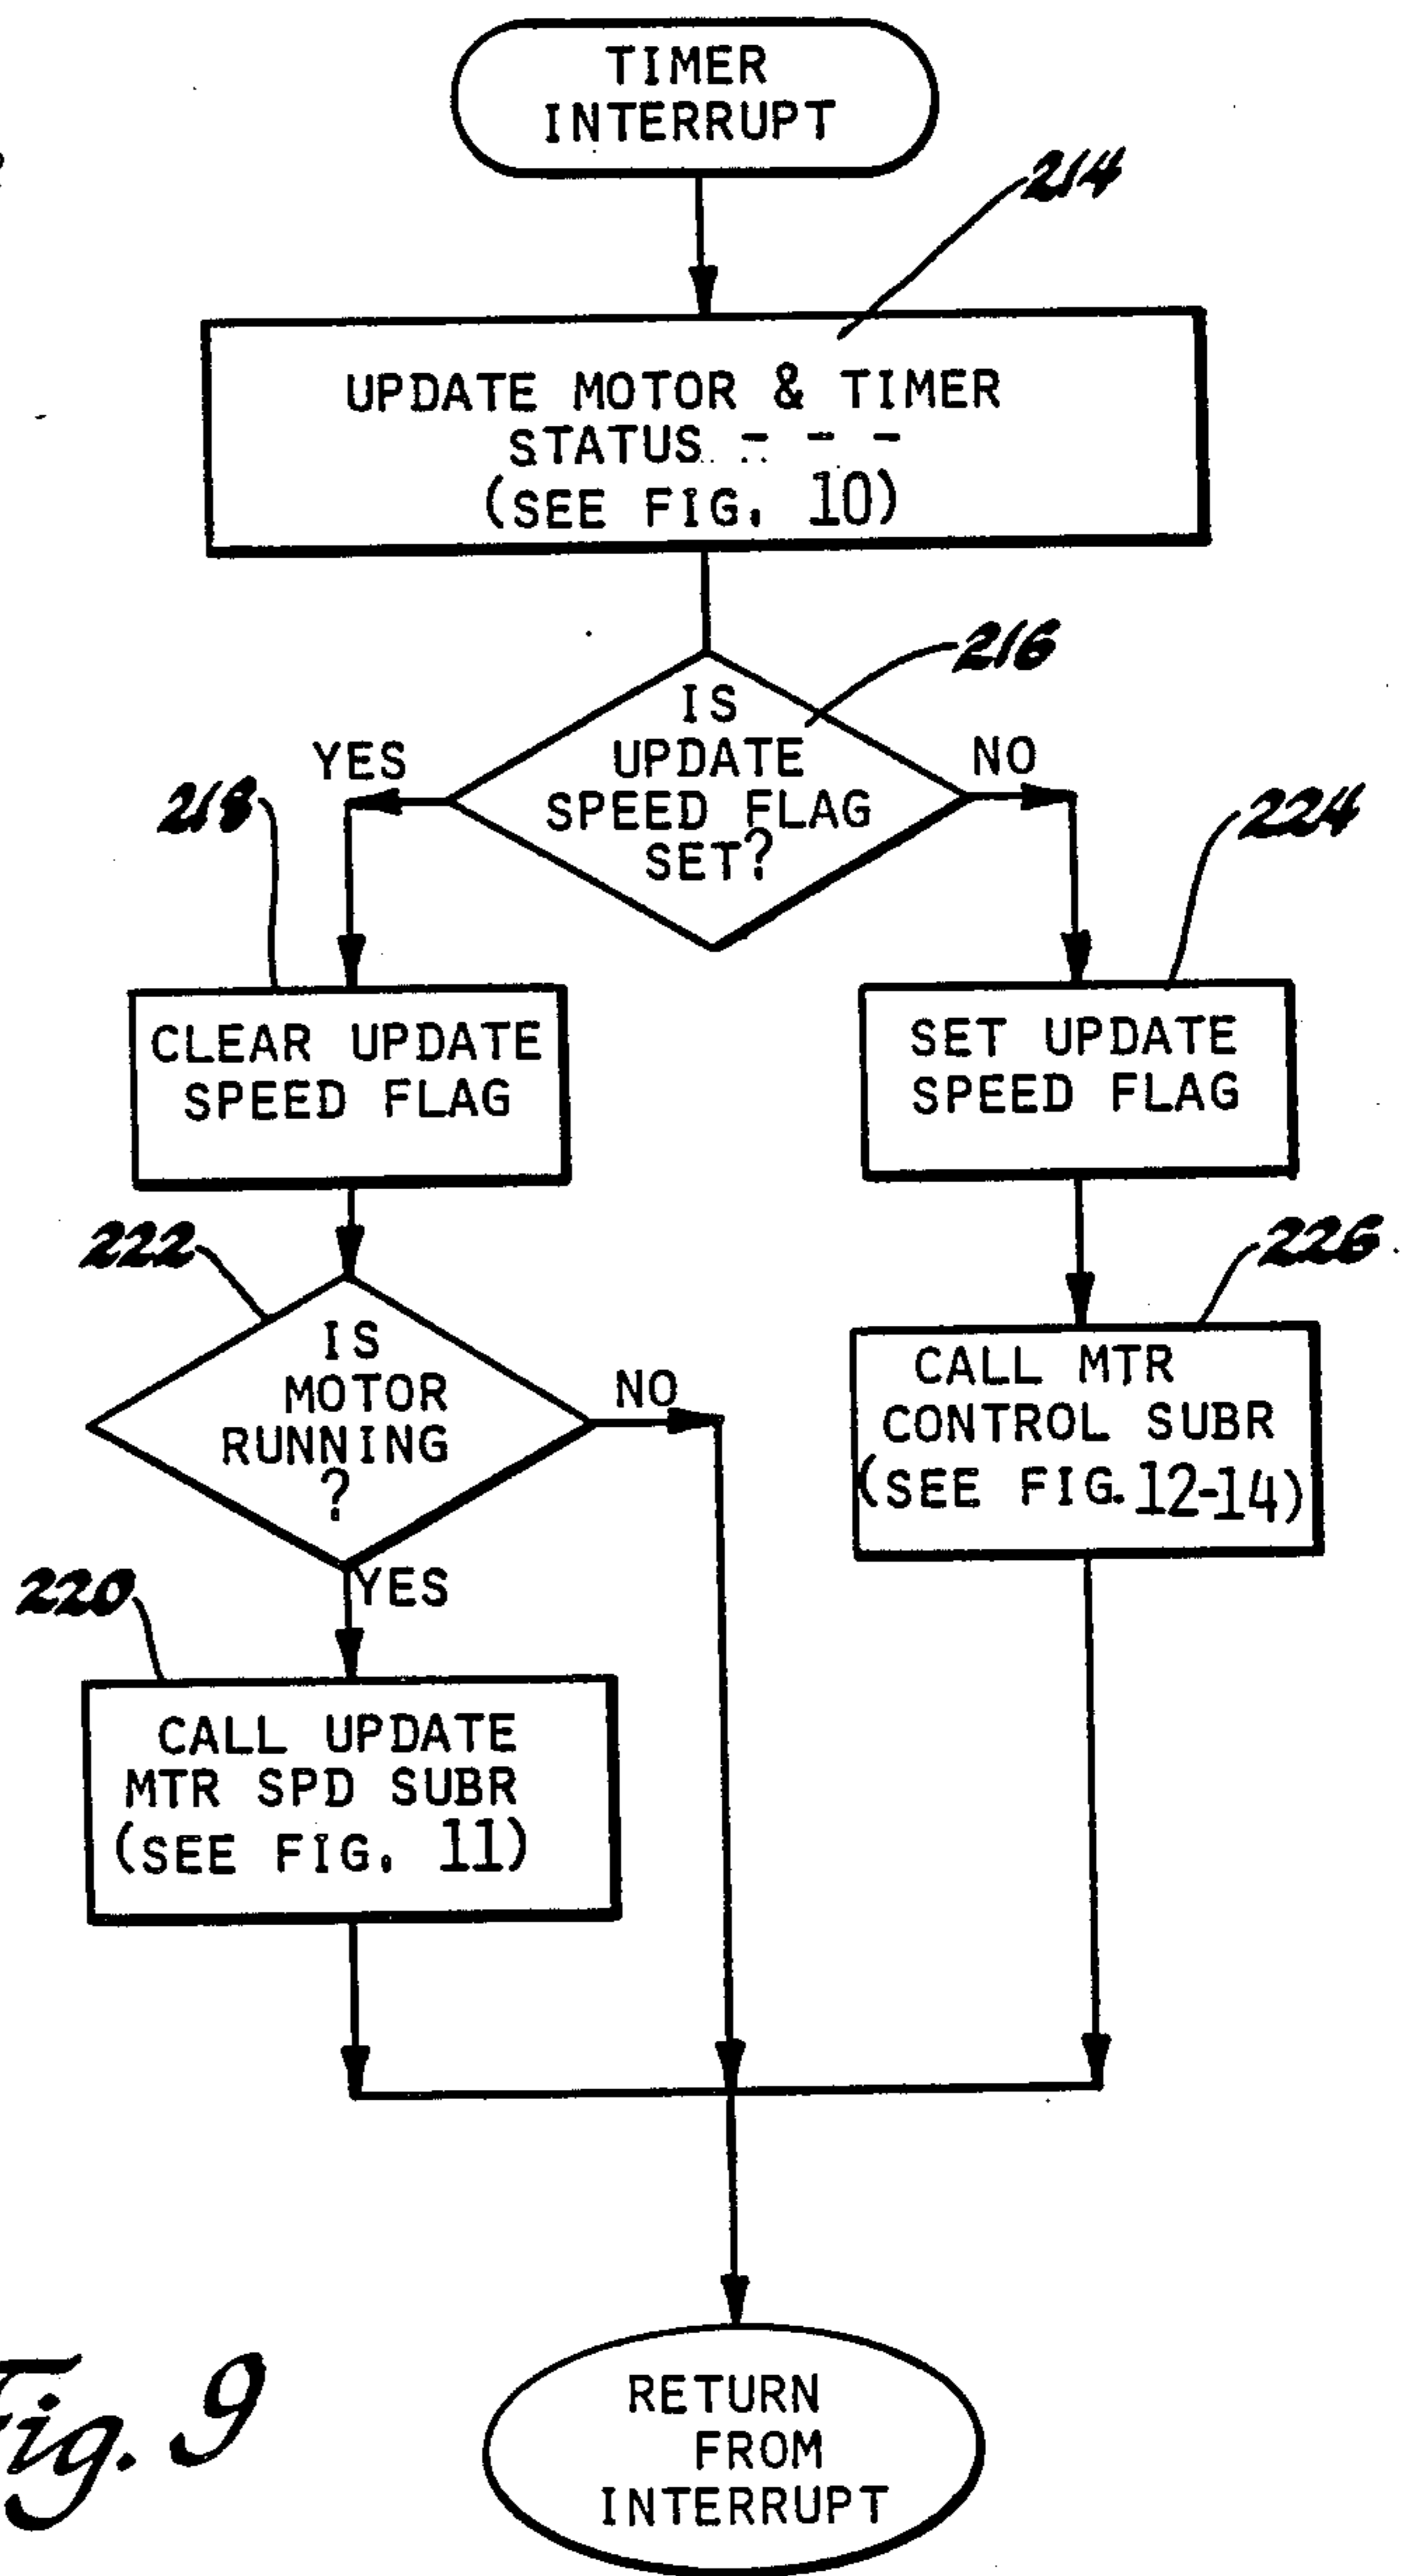 TIMER
INTERRUPT
214
UPDATE MOTOR & TIMER
STATUS - - -
(SEE FIG. 10)
216
IS
UPDATE
SPEED FLAG
SET?
YES
NO
218
224
CLEAR UPDATE
SPEED FLAG
SET UPDATE
SPEED FLAG
222
226
IS
MOTOR
RUNNING
?
NO
YES
CALL MTR
CONTROL SUBR
(SEE FIG. 12-14)
220
CALL UPDATE
MTR SPD SUBR
(SEE FIG. 11)
RETURN
FROM
INTERRUPT
Fig. 9